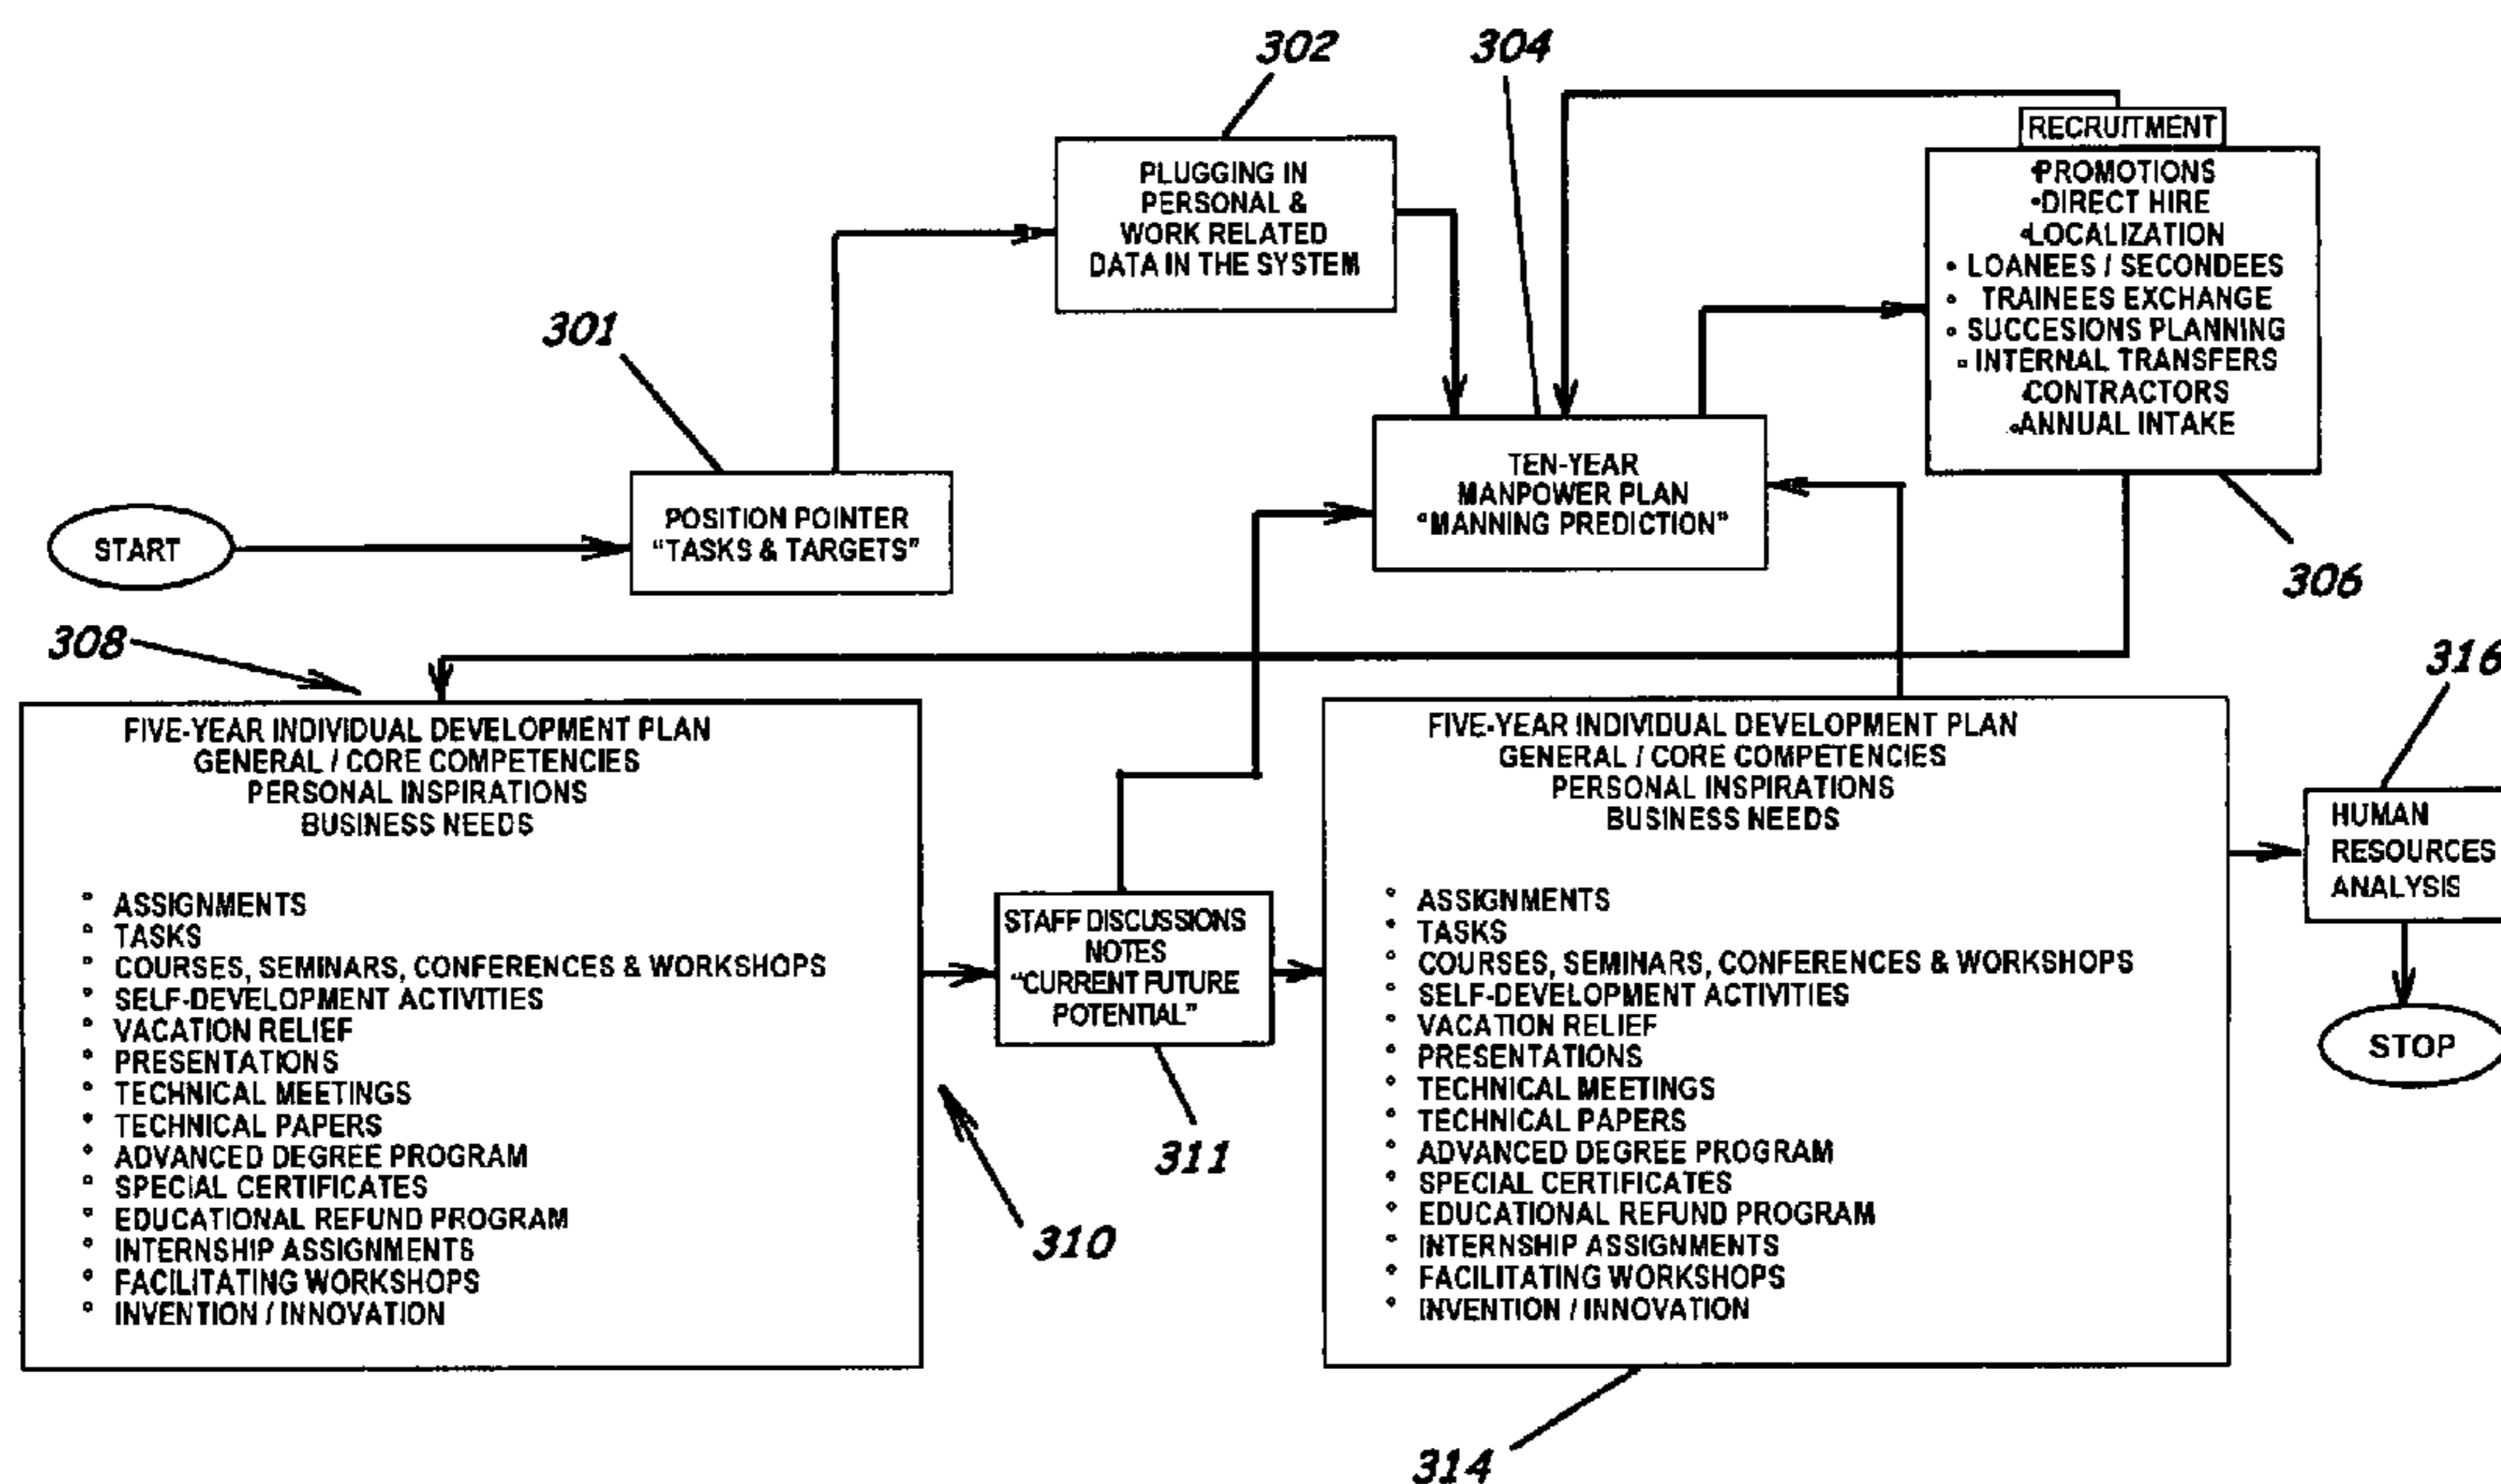 302
304
RECRUITMENT
•PROMOTIONS
•DIRECT HIRE
•LOCALIZATION
• LOANEES / SECONDEES
• TRAINEES EXCHANGE
• SUCCESIONS PLANNING
• INTERNAL TRANSFERS
•CONTRACTORS
•ANNUAL INTAKE
306
PLUGGING IN
PERSONAL &
WORK RELATED
DATA IN THE SYSTEM
301
START
POSITION POINTER
"TASKS & TARGETS"
TEN-YEAR
MANPOWER PLAN
"MANNING PREDICTION"
308
FIVE-YEAR INDIVIDUAL DEVELOPMENT PLAN
GENERAL / CORE COMPETENCIES
PERSONAL INSPIRATIONS
BUSINESS NEEDS
° ASSIGNMENTS
° TASKS
° COURSES, SEMINARS, CONFERENCES & WORKSHOPS
° SELF-DEVELOPMENT ACTIVITIES
° VACATION RELIEF
° PRESENTATIONS
° TECHNICAL MEETINGS
° TECHNICAL PAPERS
° ADVANCED DEGREE PROGRAM
° SPECIAL CERTIFICATES
° EDUCATIONAL REFUND PROGRAM
° INTERNSHIP ASSIGNMENTS
° FACILITATING WORKSHOPS
° INVENTION / INNOVATION
310
STAFF DISCUSSIONS
NOTES
"CURRENT FUTURE
POTENTIAL"
311
FIVE-YEAR INDIVIDUAL DEVELOPMENT PLAN
GENERAL / CORE COMPETENCIES
PERSONAL INSPIRATIONS
BUSINESS NEEDS
° ASSIGNMENTS
° TASKS
° COURSES, SEMINARS, CONFERENCES & WORKSHOPS
° SELF-DEVELOPMENT ACTIVITIES
° VACATION RELIEF
° PRESENTATIONS
° TECHNICAL MEETINGS
° TECHNICAL PAPERS
° ADVANCED DEGREE PROGRAM
° SPECIAL CERTIFICATES
° EDUCATIONAL REFUND PROGRAM
° INTERNSHIP ASSIGNMENTS
° FACILITATING WORKSHOPS
° INVENTION / INNOVATION
314
316
HUMAN
RESOURCES
ANALYSIS
STOP